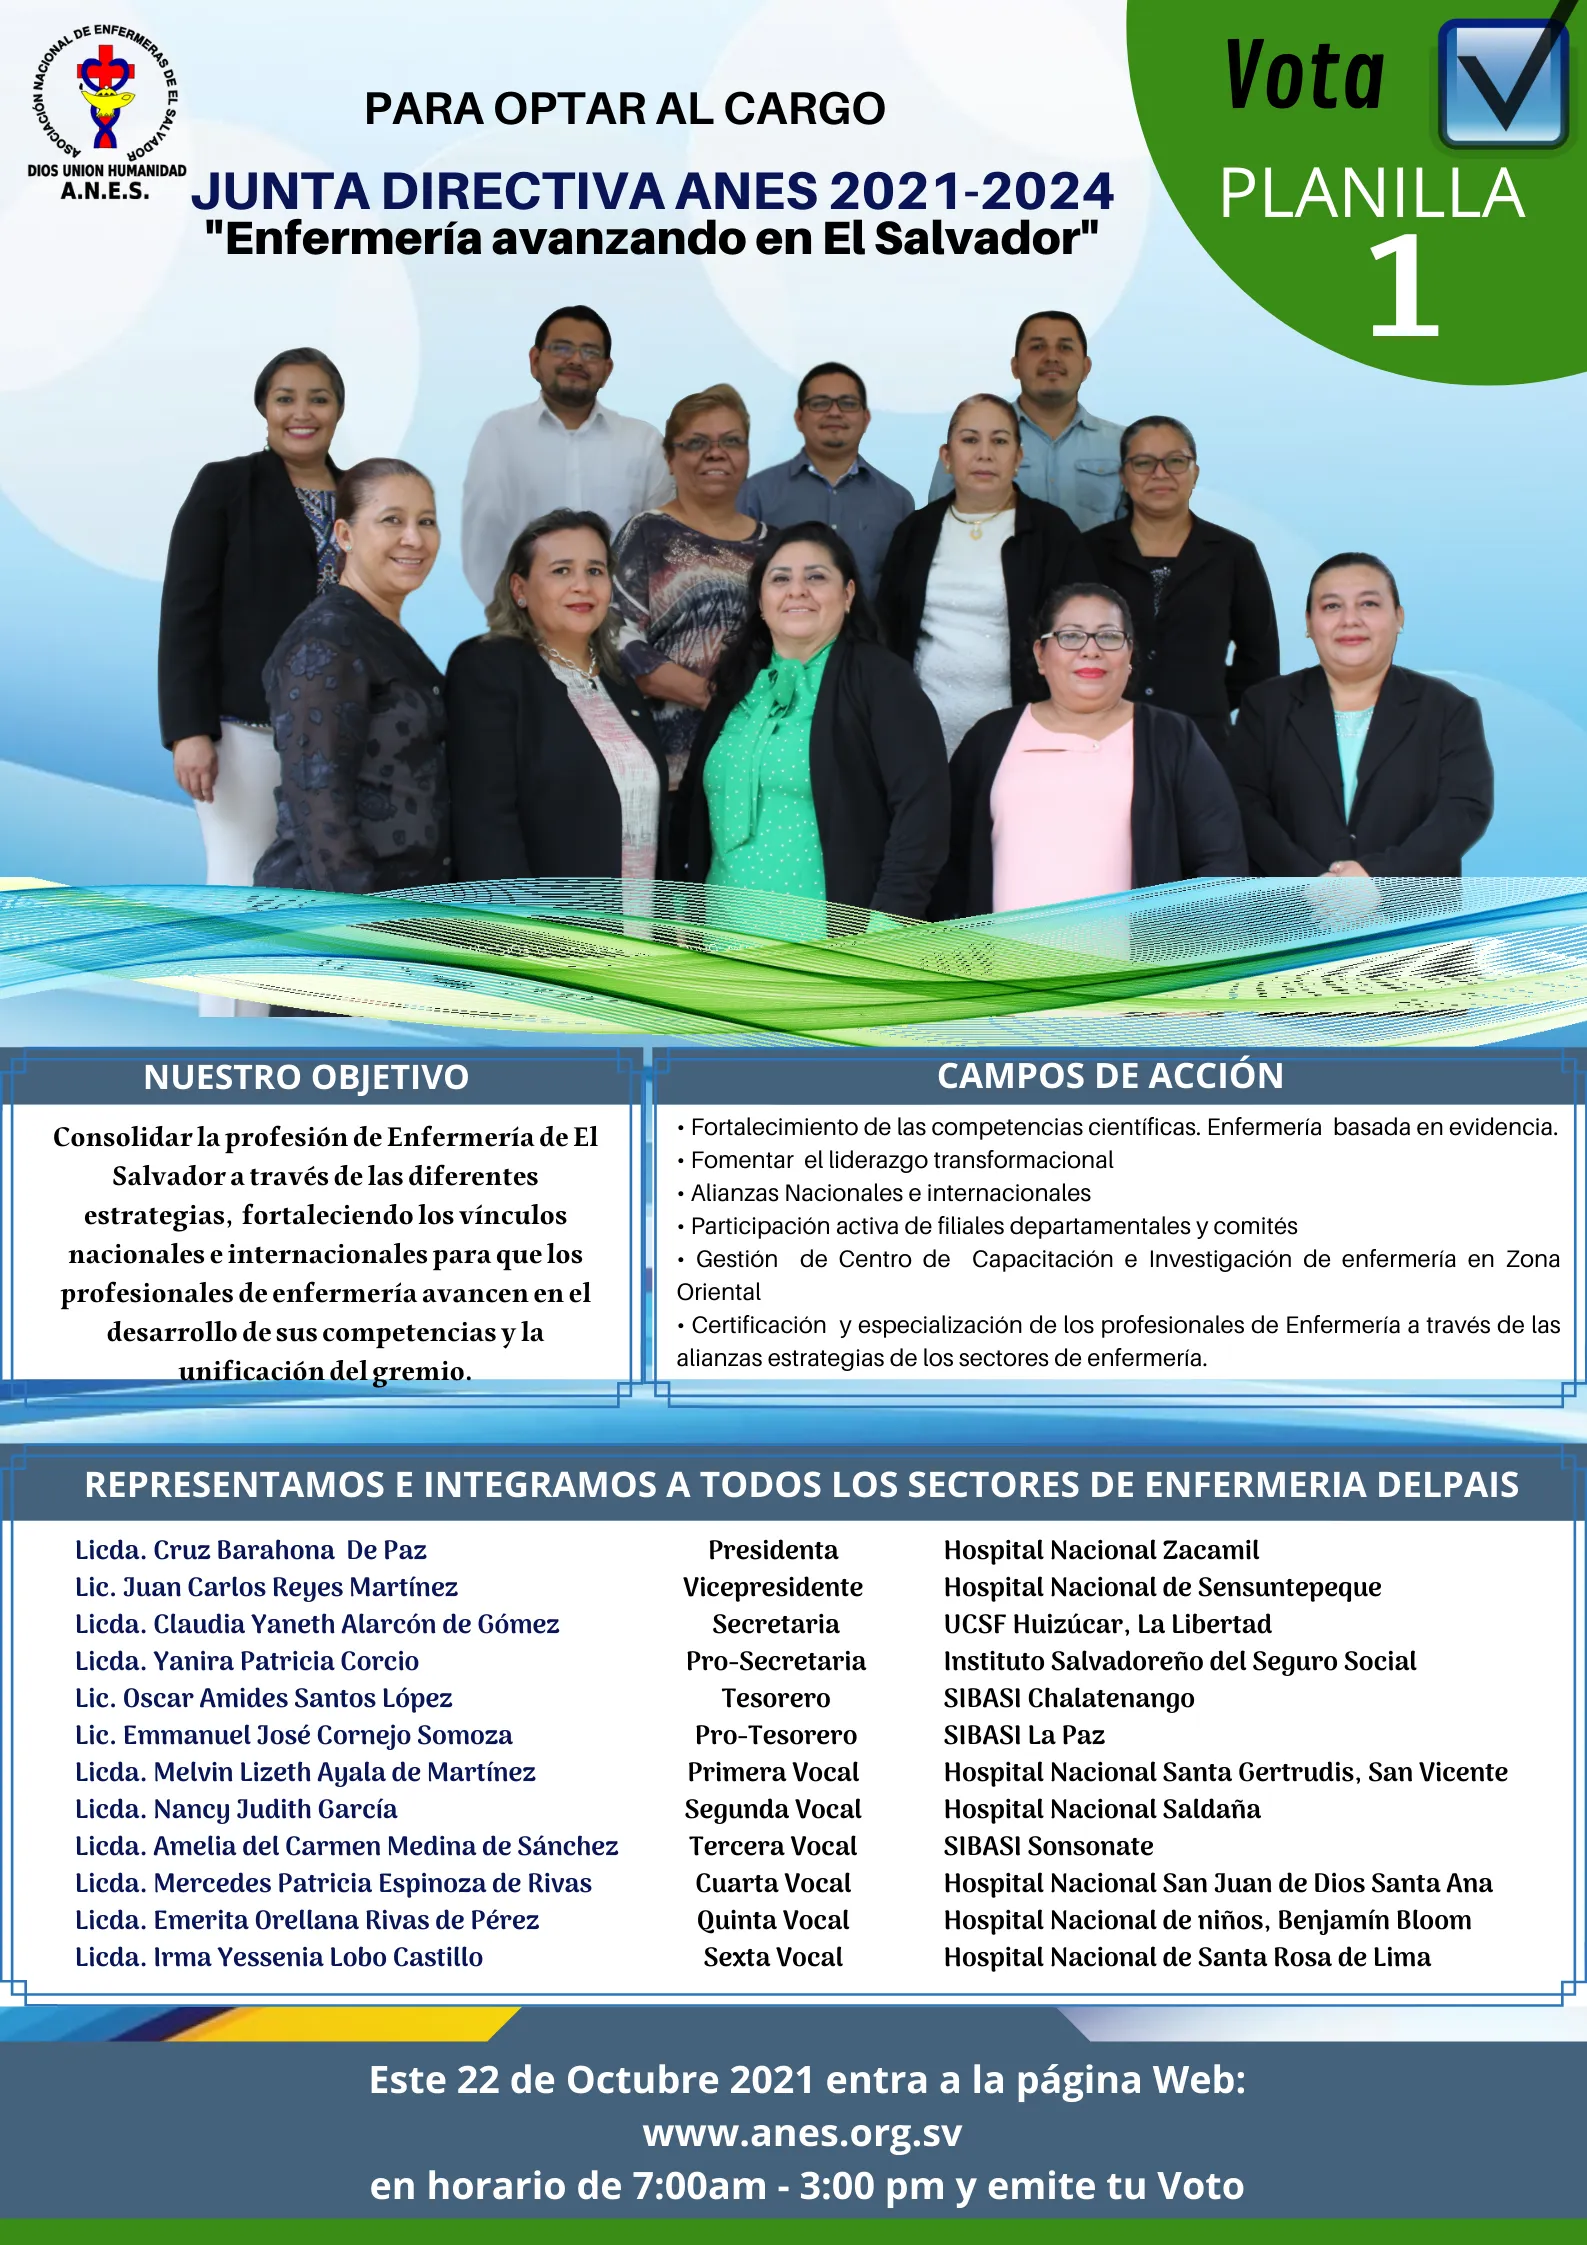 ASOCIACIÓN NACIONAL DE ENFERMERAS DE EL SALVADOR
DIOS UNION HUMANIDAD
A.N.E.S.
PARA OPTAR AL CARGO
JUNTA DIRECTIVA ANES 2021-2024
"Enfermería avanzando en El Salvador"
Vota
PLANILLA
1
NUESTRO OBJETIVO
Consolidar la profesión de Enfermería de El
Salvador a través de las diferentes
estrategias, fortaleciendo los vínculos
nacionales e internacionales para que los
profesionales de enfermería avancen en el
desarrollo de sus competencias y la
unificación del gremio.
CAMPOS DE ACCIÓN
• Fortalecimiento de las competencias científicas. Enfermería basada en evidencia.
• Fomentar el liderazgo transformacional
• Alianzas Nacionales e internacionales
• Participación activa de filiales departamentales y comités
• Gestión de Centro de Capacitación e Investigación de enfermería en Zona
Oriental
• Certificación y especialización de los profesionales de Enfermería a través de las
alianzas estrategias de los sectores de enfermería.
REPRESENTAMOS E INTEGRAMOS A TODOS LOS SECTORES DE ENFERMERIA DELPAIS
Licda. Cruz Barahona De Paz Presidenta Hospital Nacional Zacamil
Lic. Juan Carlos Reyes Martínez Vicepresidente Hospital Nacional de Sensuntepeque
Licda. Claudia Yaneth Alarcón de Gómez Secretaria UCSF Huizúcar, La Libertad
Licda. Yanira Patricia Corcio Pro-Secretaria Instituto Salvadoreño del Seguro Social
Lic. Oscar Amides Santos López Tesorero SIBASI Chalatenango
Lic. Emmanuel José Cornejo Somoza Pro-Tesorero SIBASI La Paz
Licda. Melvin Lizeth Ayala de Martínez Primera Vocal Hospital Nacional Santa Gertrudis, San Vicente
Licda. Nancy Judith García Segunda Vocal Hospital Nacional Saldaña
Licda. Amelia del Carmen Medina de Sánchez Tercera Vocal SIBASI Sonsonate
Licda. Mercedes Patricia Espinoza de Rivas Cuarta Vocal Hospital Nacional San Juan de Dios Santa Ana
Licda. Emerita Orellana Rivas de Pérez Quinta Vocal Hospital Nacional de niños, Benjamín Bloom
Licda. Irma Yessenia Lobo Castillo Sexta Vocal Hospital Nacional de Santa Rosa de Lima
Este 22 de Octubre 2021 entra a la página Web:
www.anes.org.sv
en horario de 7:00am - 3:00 pm y emite tu Voto